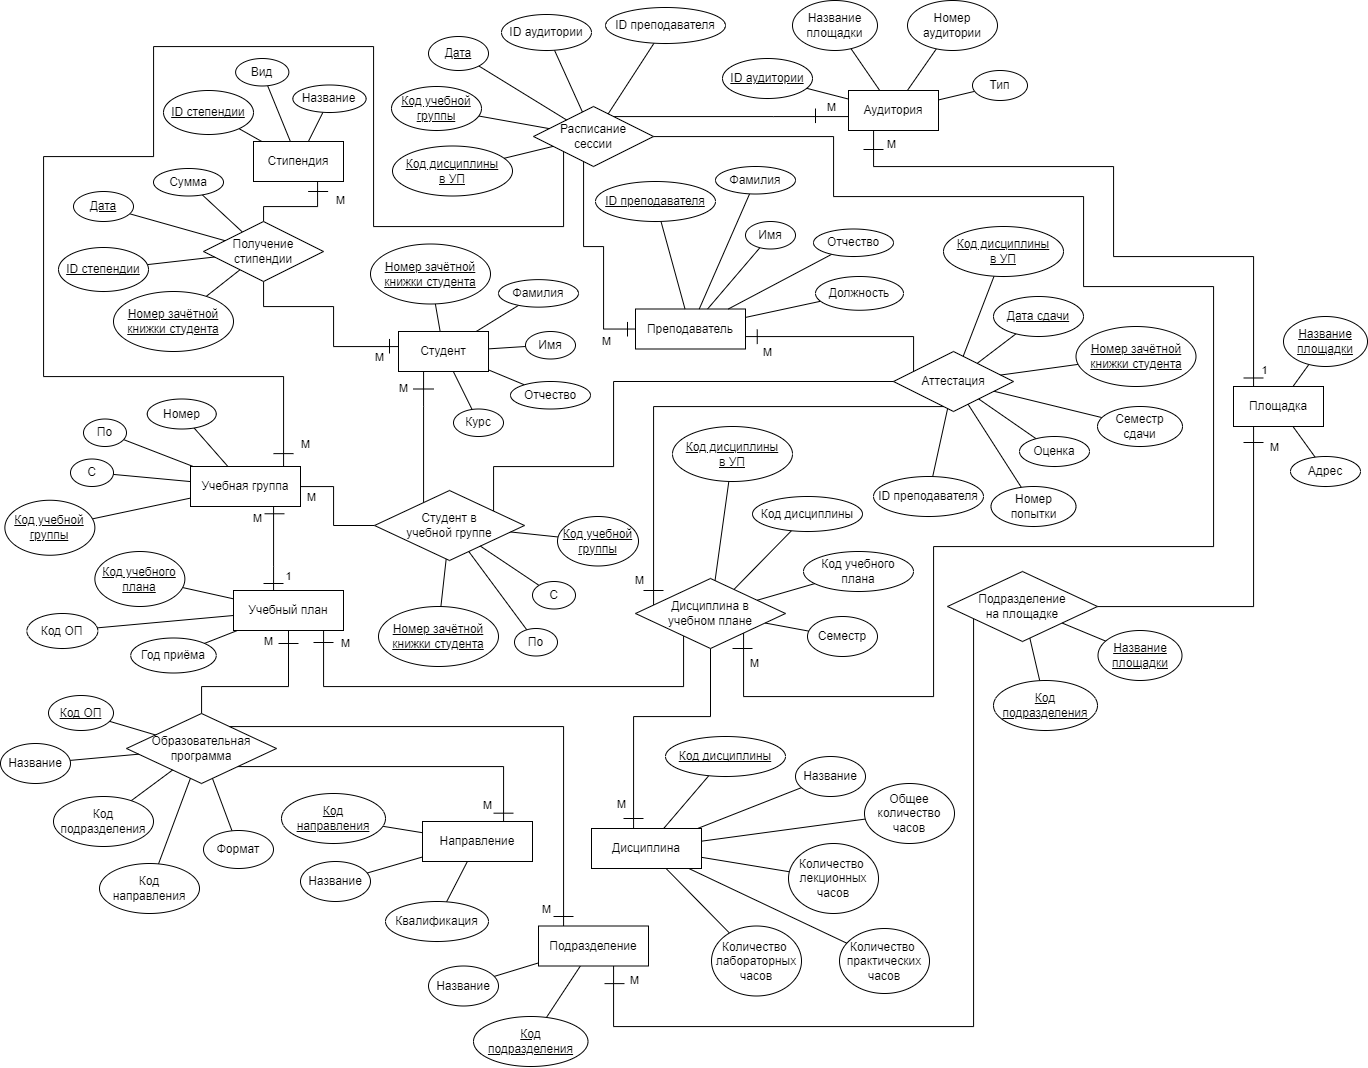 ID аудитории
ID преподавателя
Название
площадки
Номер
аудитории
Дата
Вид
ID аудитории
Тип
ID степендии
Название
Код учебной
группы
М
Аудитория
Расписание
сессии
М
Стипендия
Код дисциплины
в УП
Сумма
М
Фамилия
ID преподавателя
Дата
Имя
Отчество
Получение
стипендии
Код дисциплины
в УП
ID степендии
Номер зачётной
книжки студента
Фамилия
Должность
Номер зачётной
книжки студента
Дата сдачи
Преподаватель
М
М
Название
площадки
Студент
Имя
М
Номер зачётной
книжки студента
1
Аттестация
М
Отчество
Площадка
Номер
Курс
Семестр
сдачи
По
М
Код дисциплины
в УП
Оценка
М
С
Адрес
Учебная группа
М
ID преподавателя
Номер
попытки
М
Код дисциплины
Код учебной
группы
Студент в
учебной группе
Код учебной
группы
Код учебного
плана
1
М
Код учебного
плана
С
Подразделение
на площадке
Учебный план
Дисциплина в
учебном плане
Код ОП
Номер зачётной
книжки студента
По
Семестр
М
М
Год приёма
М
Название
площадки
Код
подразделения
Код ОП
Образовательная
программа
Название
Код дисциплины
Название
Код
подразделения
М
М
Общее
количество
часов
Код
направления
Направление
Дисциплина
Формат
Название
Количество
лекционных
часов
Код
направления
М
Квалификация
Подразделение
Количество
лабораторных
часов
Количество
практических
часов
М
Название
Код
подразделения